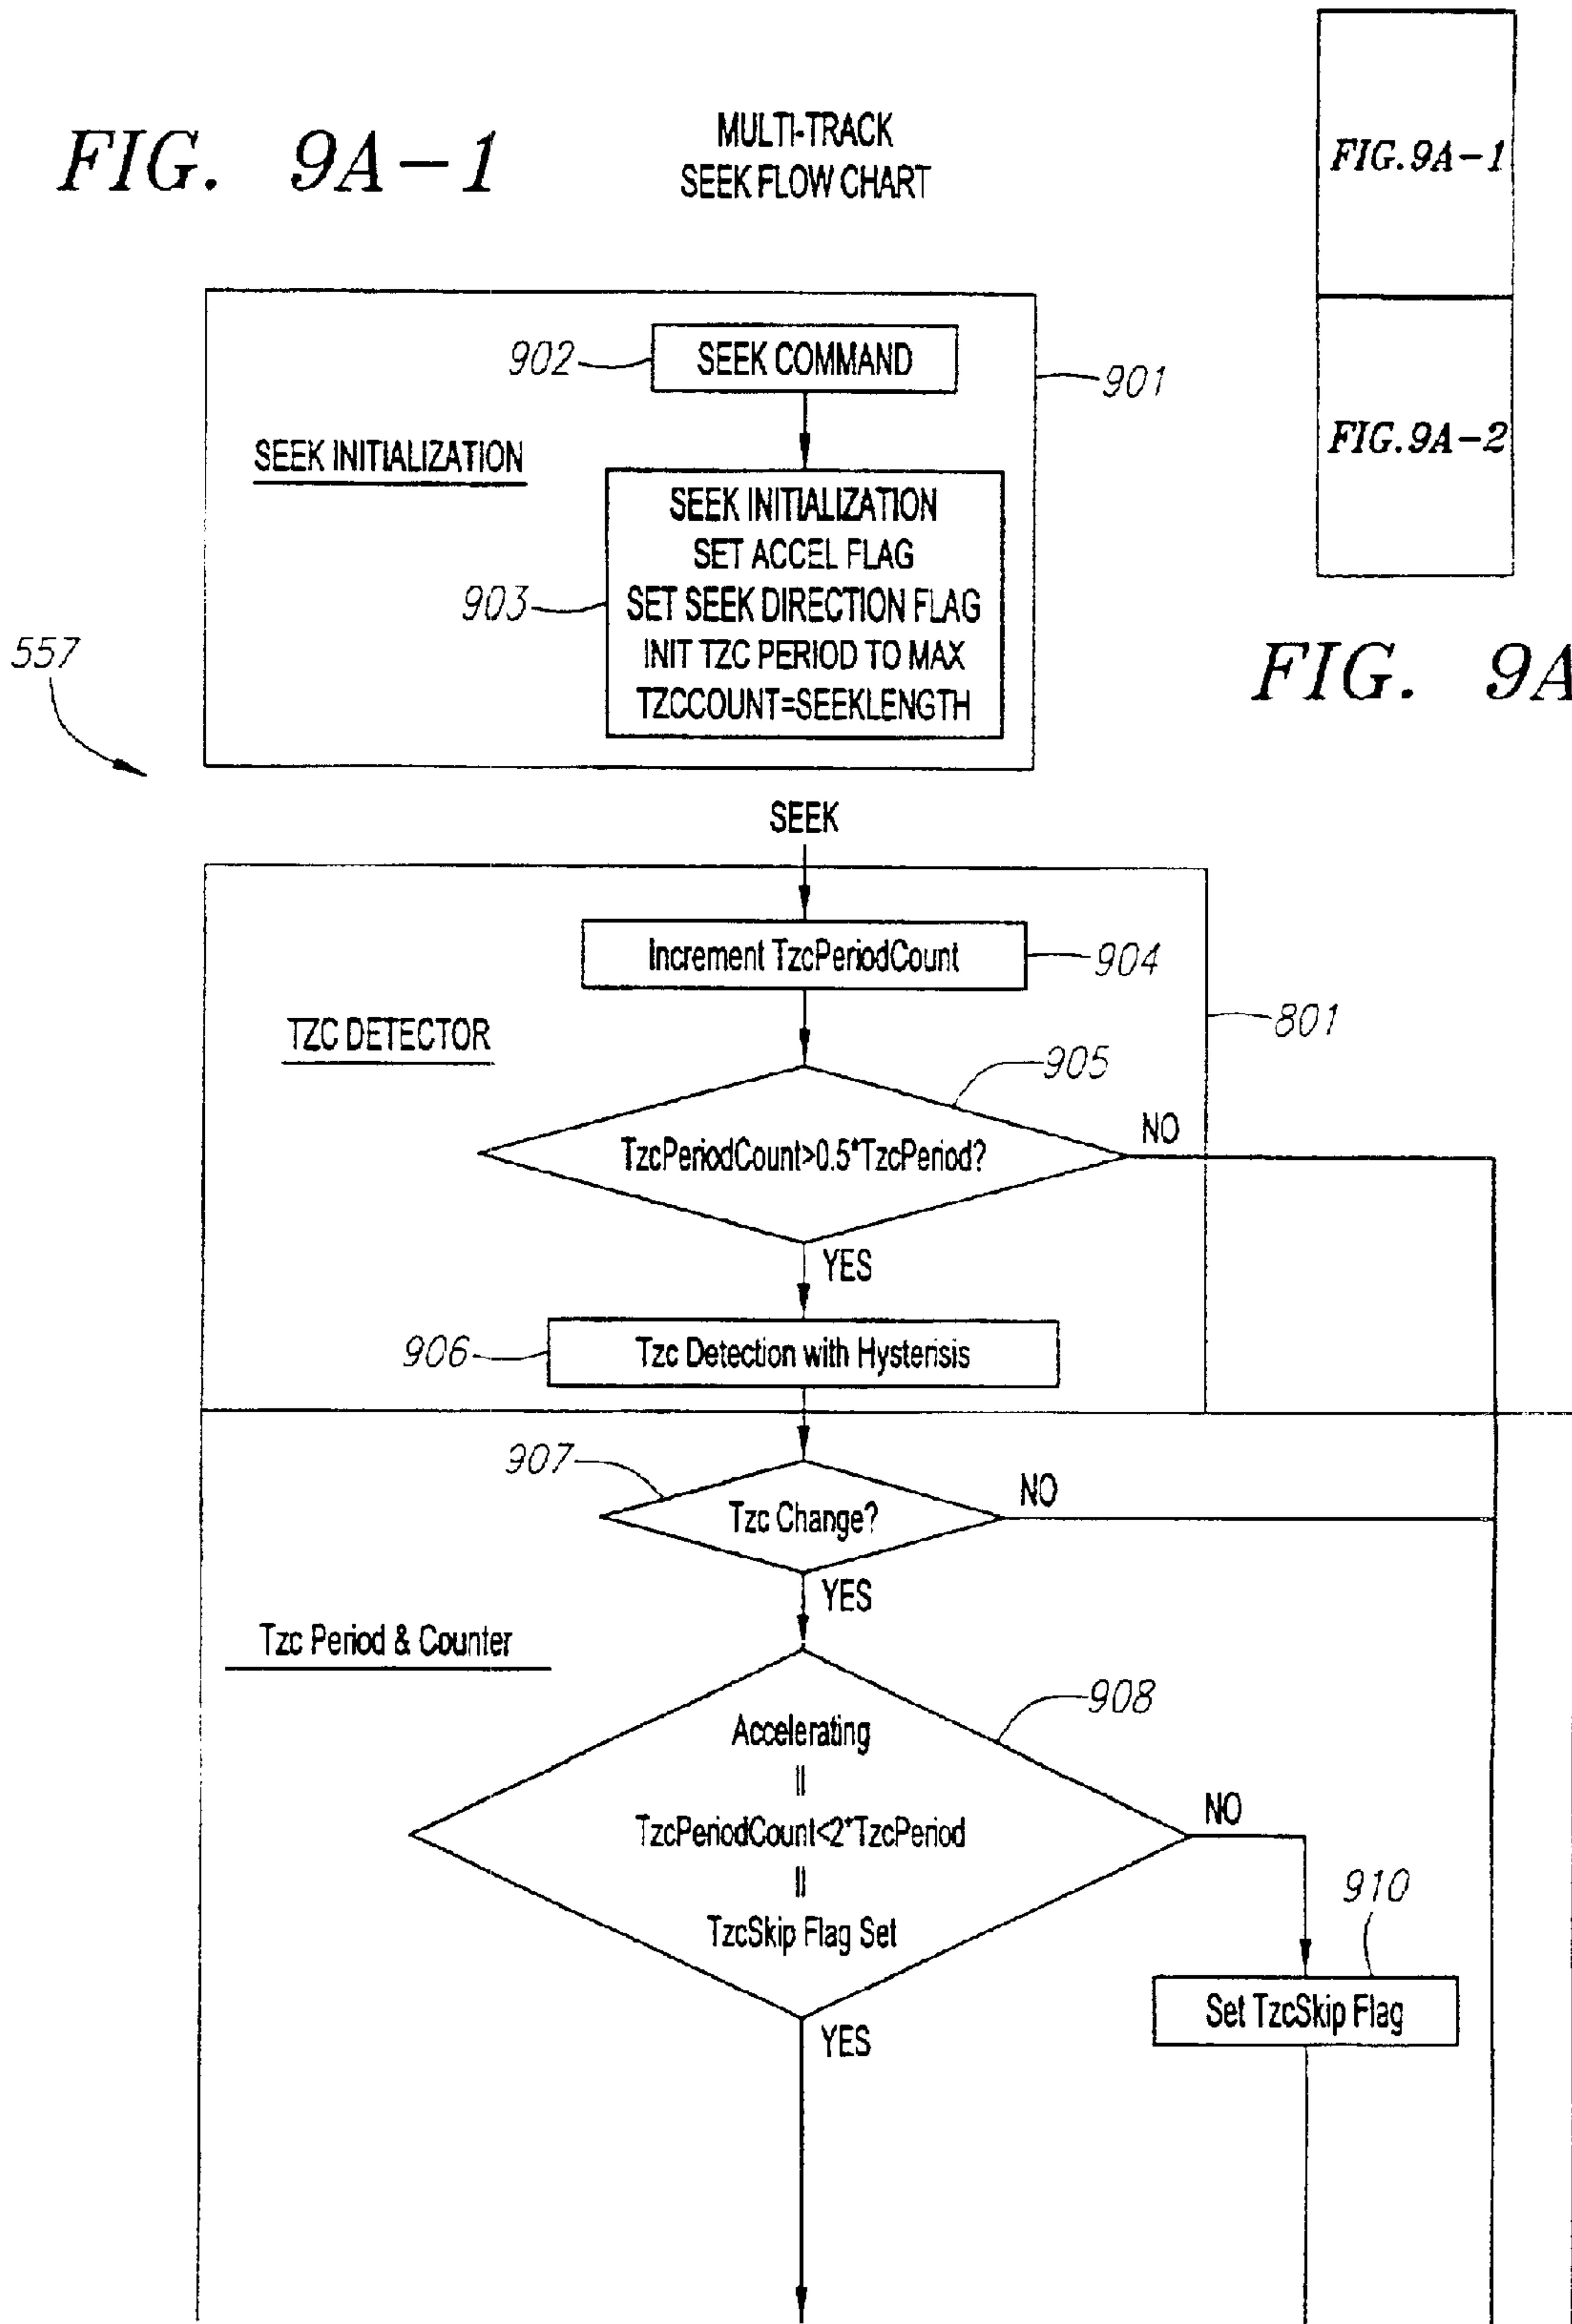 FIG. 9A-1
MULTI-TRACK
SEEK FLOW CHART
FIG.9A-1
FIG.9A-2
FIG. 9A
902
SEEK COMMAND
901
SEEK INITIALIZATION
903
SEEK INITIALIZATION
SET ACCEL FLAG
SET SEEK DIRECTION FLAG
INIT TZC PERIOD TO MAX
TZCCOUNT=SEEKLENGTH
557
SEEK
Increment TzcPeriodCount
904
TZC DETECTOR
801
905
TzcPeriodCount>0.5*TzcPeriod?
NO
YES
906
Tzc Detection with Hysterisis
907
Tzc Change?
NO
YES
Tzc Period & Counter
908
Accelerating
||
TzcPeriodCount<2*TzcPeriod
||
TzcSkip Flag Set
NO
910
Set TzcSkip Flag
YES